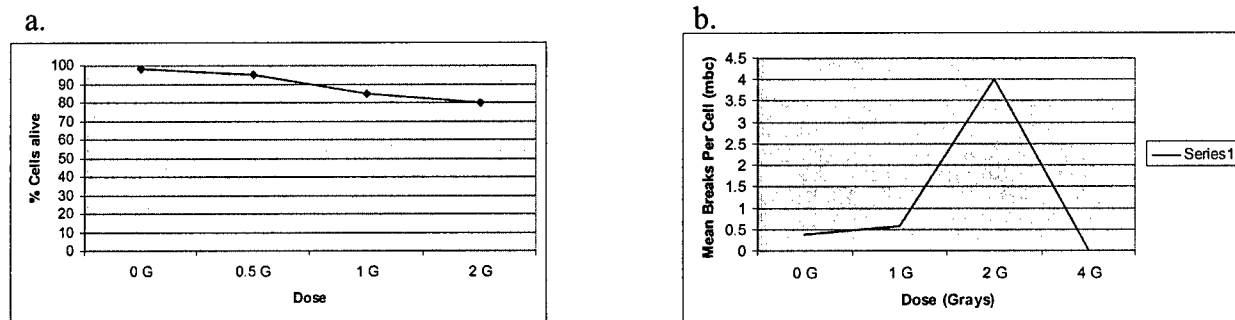 a.
% Cells alive
100
90
80
70
60
50
40
30
20
10
0
0 G 0.5 G 1 G 2 G
Dose
b.
Mean Breaks Per Cell (mbc)
4.5
4
3.5
3
2.5
2
1.5
1
0.5
0
0 G 1 G 2 G 4 G
Dose (Grays)
Series1